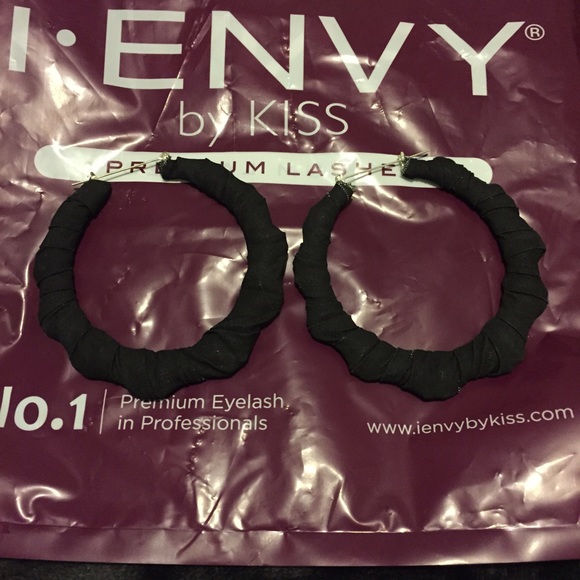 i·ENVY®
by KISS
PREMIUM LASHES
No.1
Premium Eyelash
in Professionals
www.ienvybykiss.com